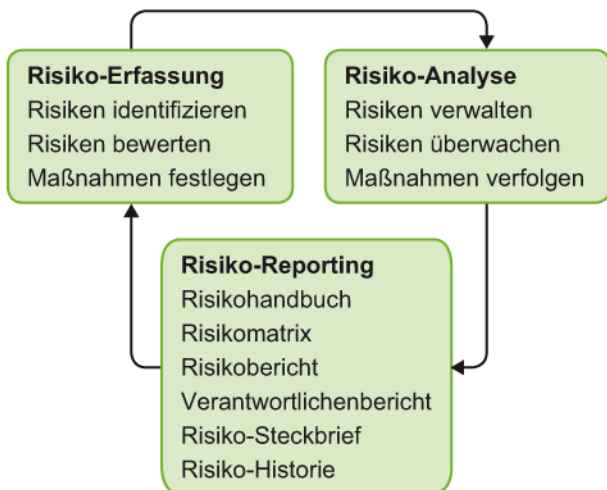 Risiko-Erfassung
Risiken identifizieren
Risiken bewerten
Maßnahmen festlegen
Risiko-Analyse
Risiken verwalten
Risiken überwachen
Maßnahmen verfolgen
Risiko-Reporting
Risikohandbuch
Risikomatrix
Risikobericht
Verantwortlichenbericht
Risiko-Steckbrief
Risiko-Historie